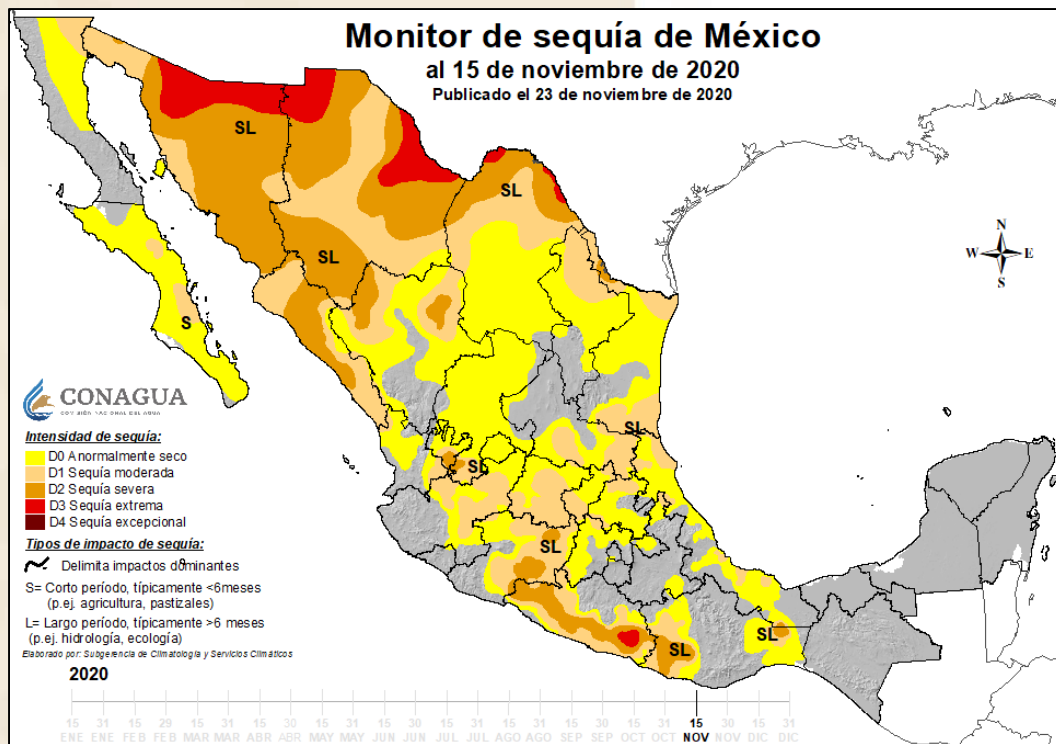 Monitor de sequía de México
al 15 de noviembre de 2020
Publicado el 23 de noviembre de 2020
SL
SL
SL
N
W E
S
S
CONAGUA
COMISIÓN NACIONAL DEL AGUA
SL
Intensidad de sequía:
D0 Anormalmente seco
D1 Sequía moderada
SL
D2 Sequía severa
D3 Sequía extrema
D4 Sequía excepcional
Tipos de impacto de sequía:
SL
Delimita impactos dominantes
S= Corto período, típicamente <6meses
(p.ej. agricultura, pastizales)
L= Largo período, típicamente >6 meses
(p.ej. hidrología, ecología)
SL
SL
Elaborado por: Subgerencia de Climatología y Servicios Climáticos
2020
15 31 15 29 15 31 15 30 15 31 15 30 15 31 15 31 15 30 15 31 15 30 15 31
ENE ENE FEB FEB MAR MAR ABR ABR MAY MAY JUN JUN JUL JUL AGO AGO SEP SEP OCT OCT NOV NOV DIC DIC